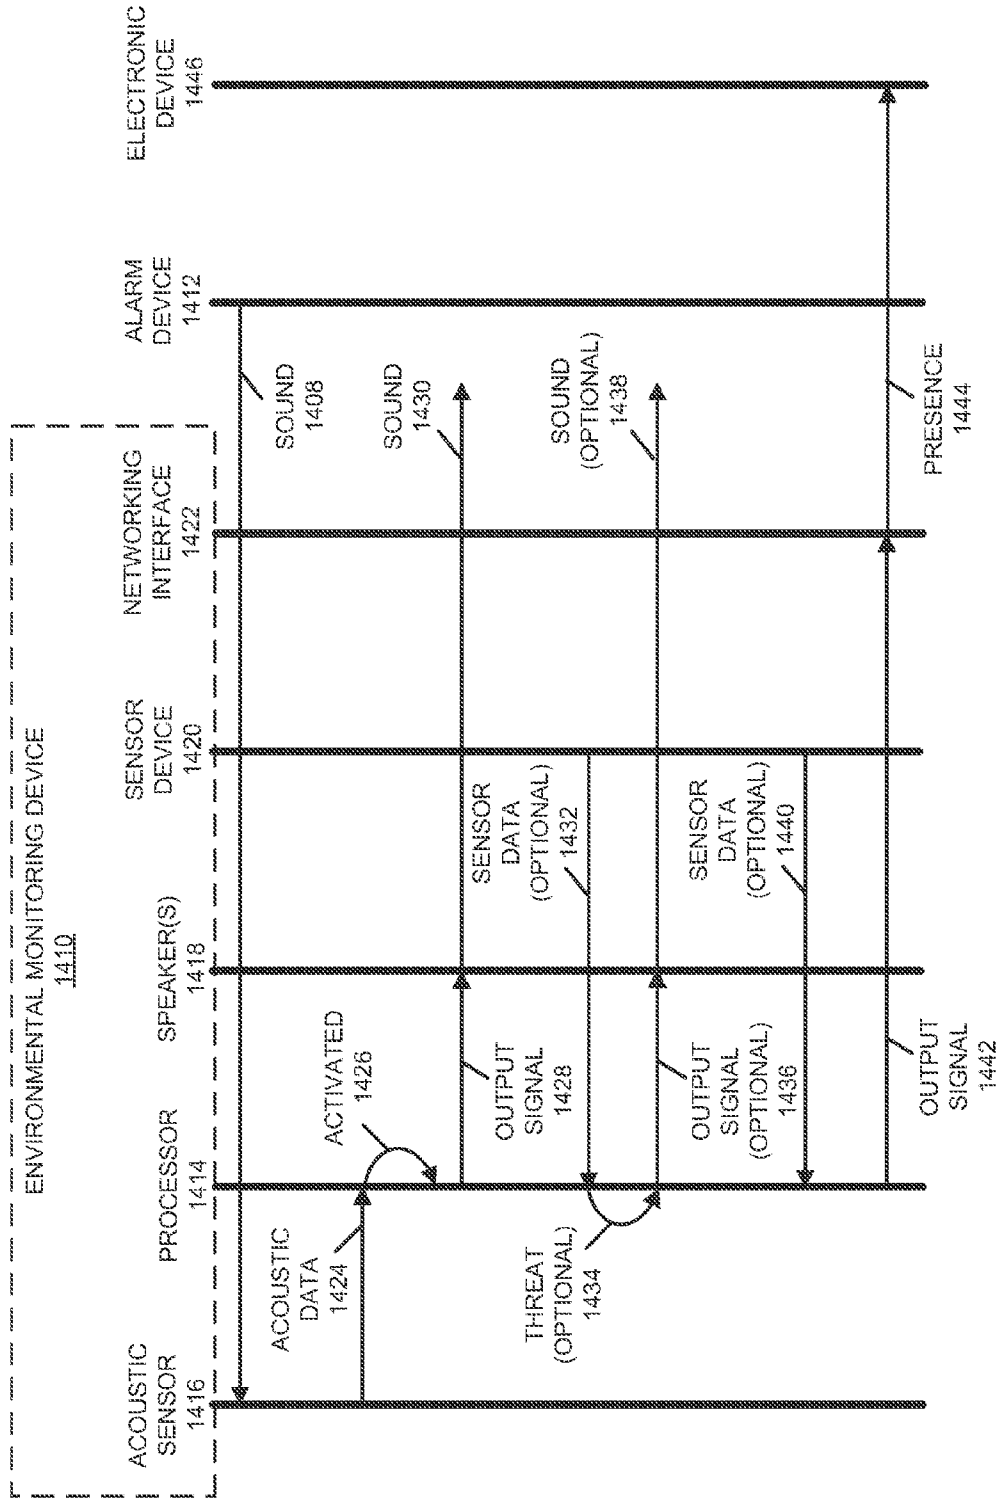 ENVIRONMENTAL MONITORING DEVICE
1410
ACOUSTIC
SENSOR
1416
PROCESSOR
1414
SPEAKER(S)
1418
SENSOR
DEVICE
1420
NETWORKING
INTERFACE
1422
ALARM
DEVICE
1412
ELECTRONIC
DEVICE
1446
SOUND
1408
ACOUSTIC
DATA
1424
ACTIVATED
1426
OUTPUT
SIGNAL
1428
SOUND
1430
SENSOR
DATA
(OPTIONAL)
1432
THREAT
(OPTIONAL)
1434
OUTPUT
SIGNAL
(OPTIONAL)
1436
SOUND
(OPTIONAL)
1438
SENSOR
DATA
(OPTIONAL)
1440
OUTPUT
SIGNAL
1442
PRESENCE
1444